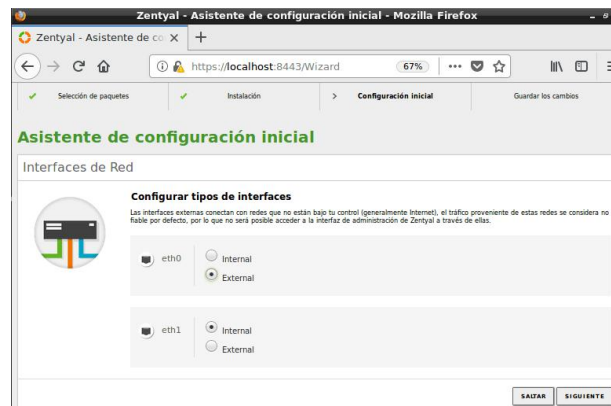 Zentyal - Asistente de configuración inicial - Mozilla Firefox
Zentyal - Asistente de co
https://localhost:8443/Wizard
67%
Selección de paquetes
Instalación
Configuración inicial
Guardar los cambios
Asistente de configuración inicial
Interfaces de Red
Configurar tipos de interfaces
Las interfaces externas conectan con redes que no están bajo tu control (generalmente Internet), el tráfico proveniente de estas redes se considera no
fiable por defecto, por lo que no será posible acceder a la interfaz de administración de Zentyal a través de ellas.
eth0
Internal
External
eth1
Internal
External
SALTAR
SIGUIENTE